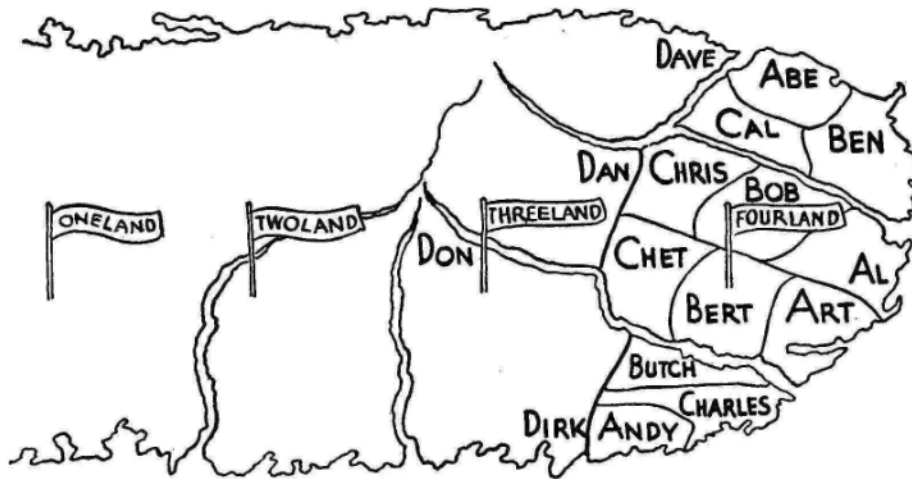 DAVE
ABE
CAL
BEN
DAN
CHRIS
BOB
ONELAND
TWOLAND
THREELAND
FOURLAND
DON
CHET
AL
BERT
ART
BUTCH
CHARLES
DIRK
ANDY